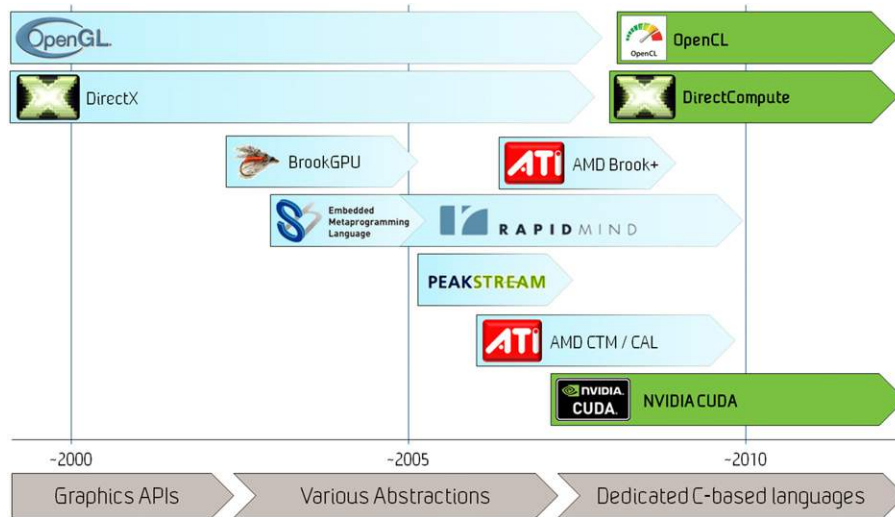 OpenGL
OpenCL
OpenCL
DirectX
DirectCompute
BrookGPU
ATI
AMD Brook+
Embedded
Metaprogramming
Language
RAPIDMIND
PEAKSTREAM
ATI
AMD CTM / CAL
NVIDIA.
CUDA.
NVIDIA CUDA
~2000
~2005
~2010
Graphics APIs
Various Abstractions
Dedicated C-based languages